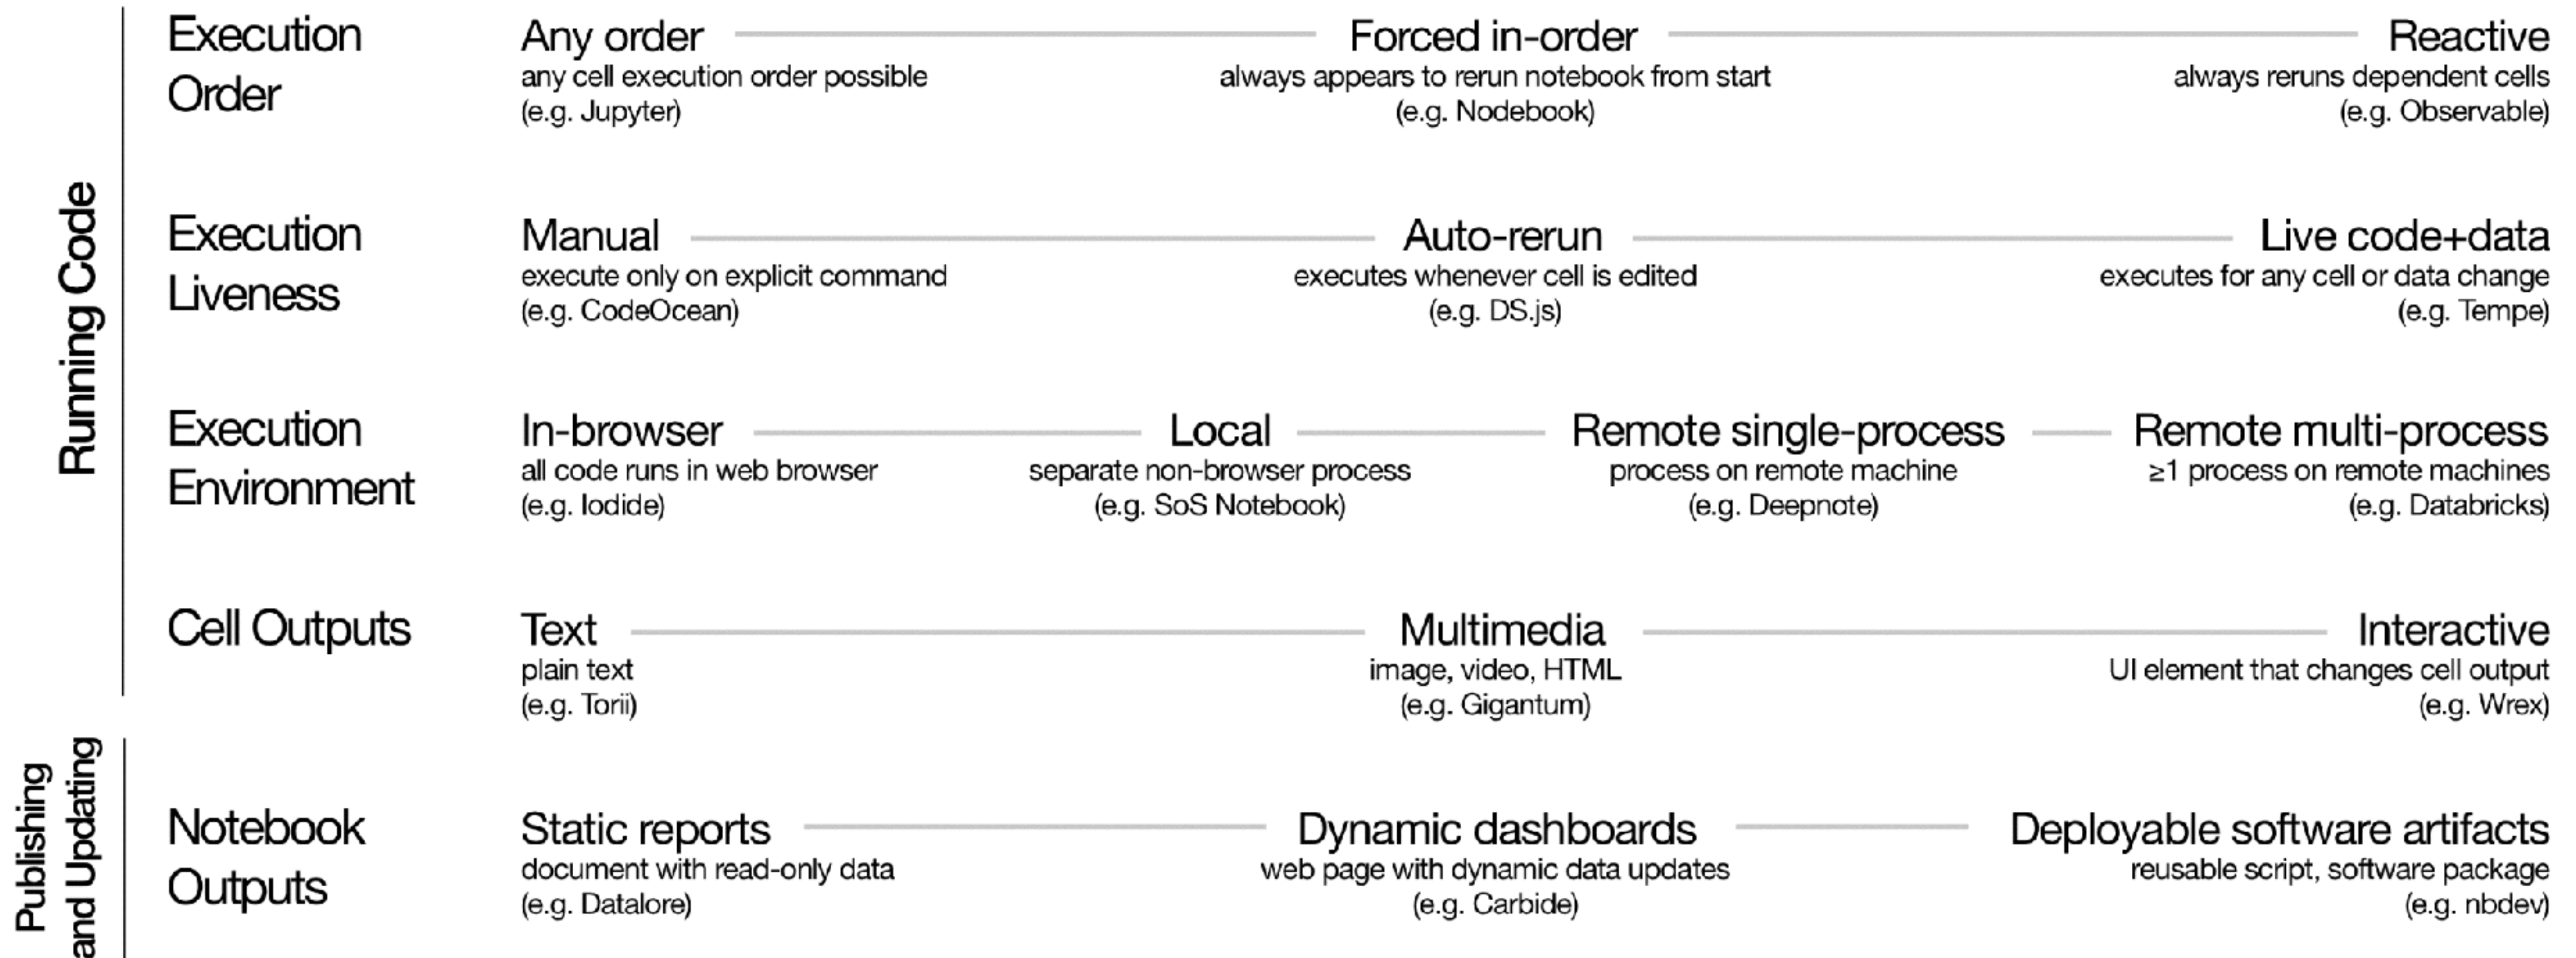 Running Code
Execution
Order
Any order
any cell execution order possible
(e.g. Jupyter)
Forced in-order
always appears to rerun notebook from start
(e.g. Nodebook)
Reactive
always reruns dependent cells
(e.g. Observable)
Execution
Liveness
Manual
execute only on explicit command
(e.g. CodeOcean)
Auto-rerun
executes whenever cell is edited
(e.g. DS.js)
Live code+data
executes for any cell or data change
(e.g. Tempe)
Execution
Environment
In-browser
all code runs in web browser
(e.g. Iodide)
Local
separate non-browser process
(e.g. SoS Notebook)
Remote single-process
process on remote machine
(e.g. Deepnote)
Remote multi-process
≥1 process on remote machines
(e.g. Databricks)
Cell Outputs
Text
plain text
(e.g. Torii)
Multimedia
image, video, HTML
(e.g. Gigantum)
Interactive
UI element that changes cell output
(e.g. Wrex)
Publishing
and Updating
Notebook
Outputs
Static reports
document with read-only data
(e.g. Datalore)
Dynamic dashboards
web page with dynamic data updates
(e.g. Carbide)
Deployable software artifacts
reusable script, software package
(e.g. nbdev)